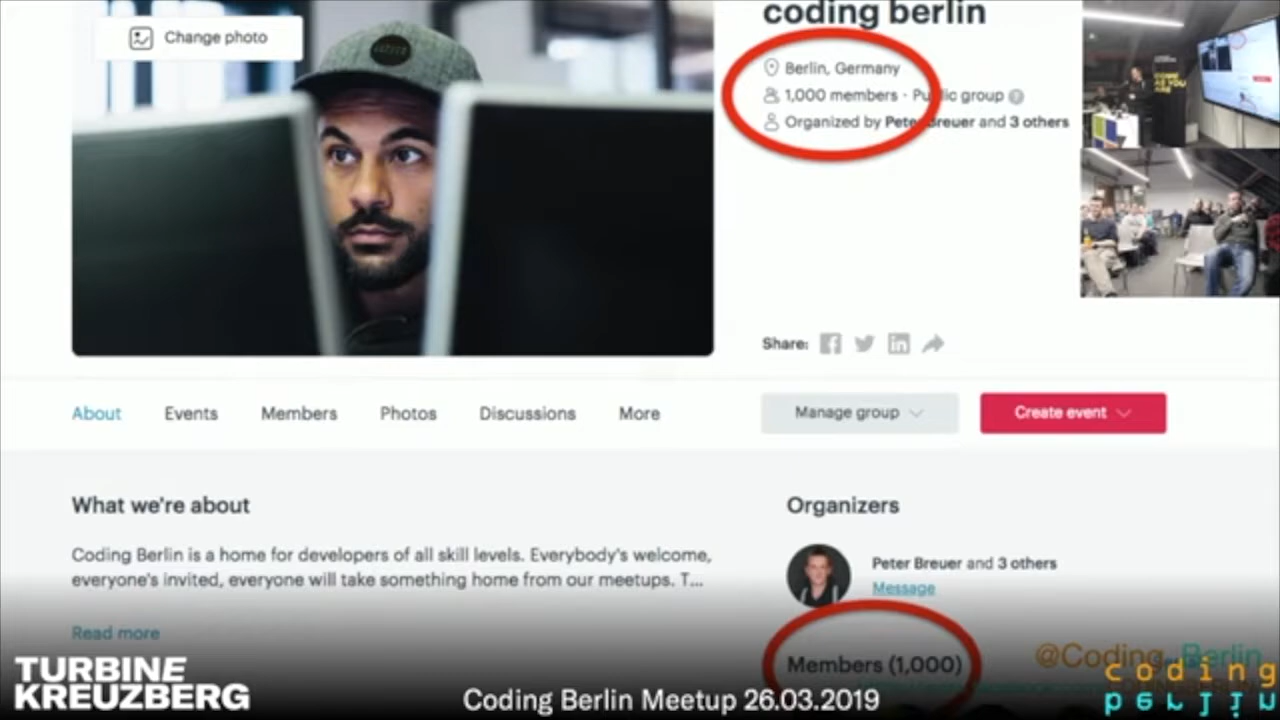 Change photo
coding berlin
Berlin, Germany
1,000 members · Public group ?
Organized by Peter Breuer and 3 others
COME
AS YOU
ARE
Share:
About
Events
Members
Photos
Discussions
More
Manage group
Create event
What we're about
Coding Berlin is a home for developers of all skill levels. Everybody's welcome,
everyone's invited, everyone will take something home from our meetups. T...
Read more
Organizers
Peter Breuer and 3 others
Message
Members (1,000)
@Coding_Berlin
coding
berlin
TURBINE
KREUZBERG
Coding Berlin Meetup 26.03.2019